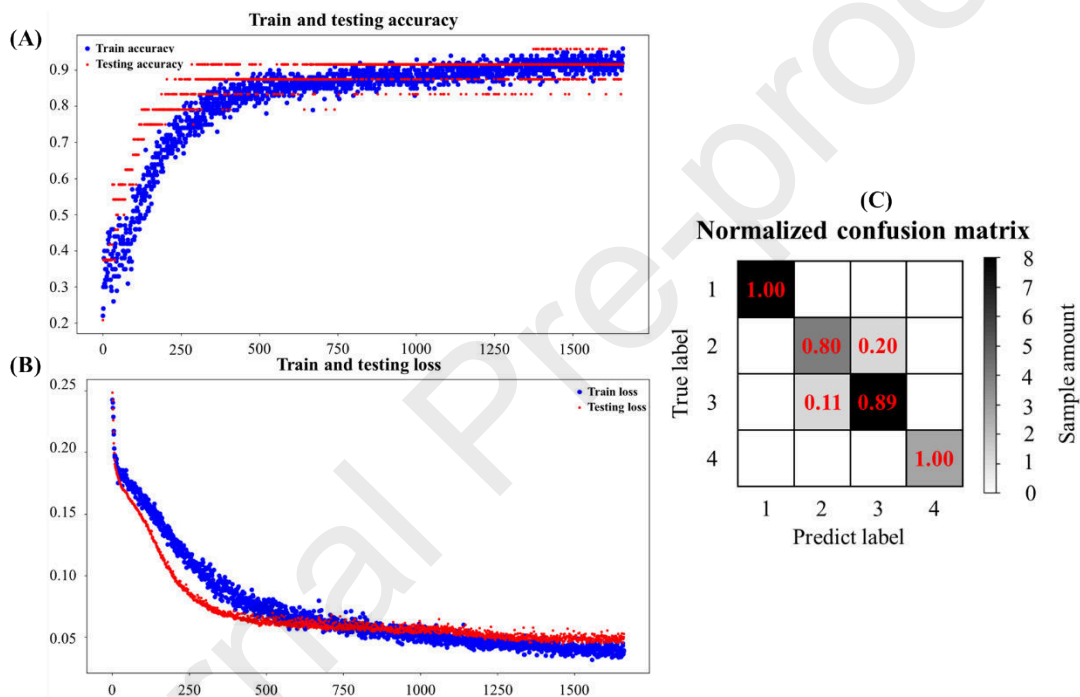 Train and testing accuracy
(A)
Train accuracy
Testing accuracy
0.9
0.8
0.7
0.6
0.5
0.4
0.3
0.2
0 250 500 750 1000 1250 1500
Train and testing loss
(B)
Train loss
Testing loss
0.25
0.20
0.15
0.10
0.05
0 250 500 750 1000 1250 1500
(C)
Normalized confusion matrix
True label
1 1.00
2 0.80 0.20
3 0.11 0.89
4 1.00
1 2 3 4
Predict label
8
7
6
5
4
3
2
1
0
Sample amount
rnal Pre-proo